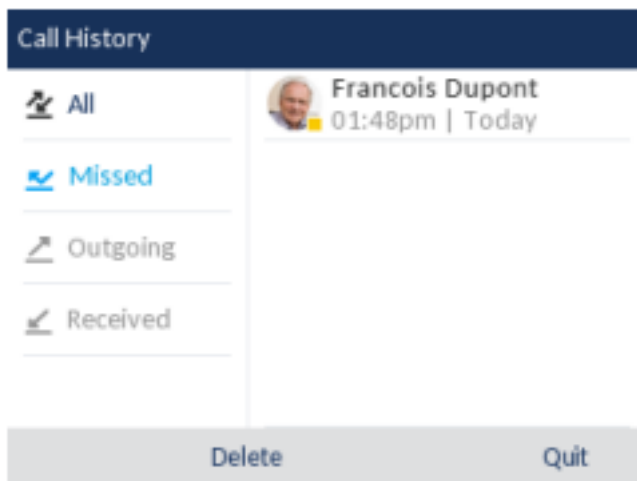 Call History
All
Missed
Outgoing
Received
Francois Dupont
01:48pm | Today
Delete
Quit